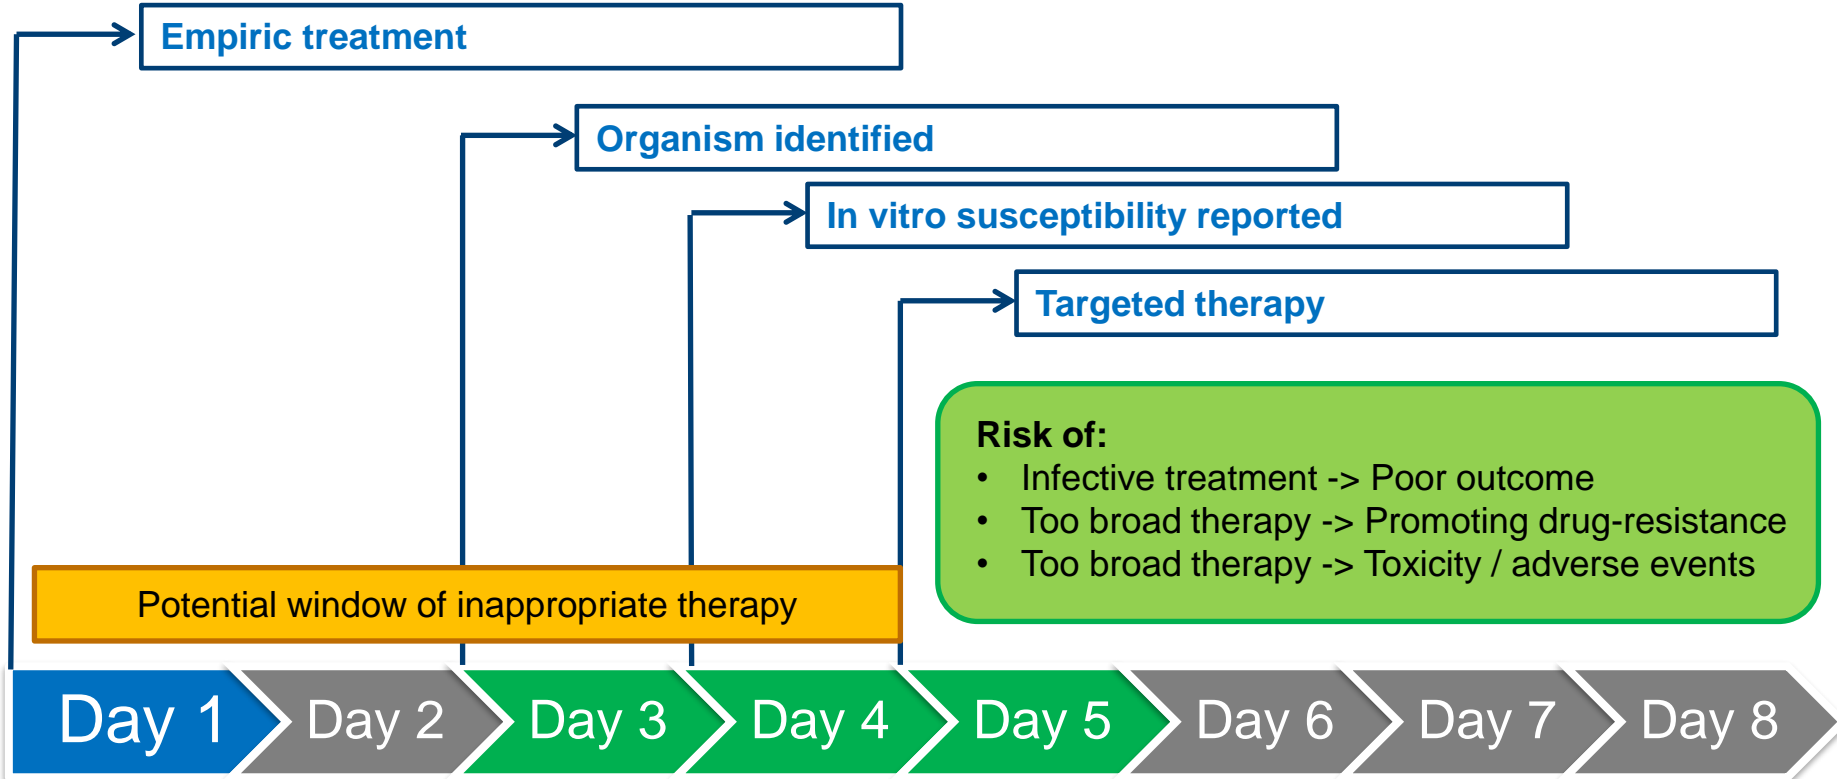 Empiric treatment
Organism identified
In vitro susceptibility reported
Targeted therapy
Risk of:
• Infective treatment -> Poor outcome
• Too broad therapy -> Promoting drug-resistance
• Too broad therapy -> Toxicity / adverse events
Potential window of inappropriate therapy
Day 1 Day 2 Day 3 Day 4 Day 5 Day 6 Day 7 Day 8